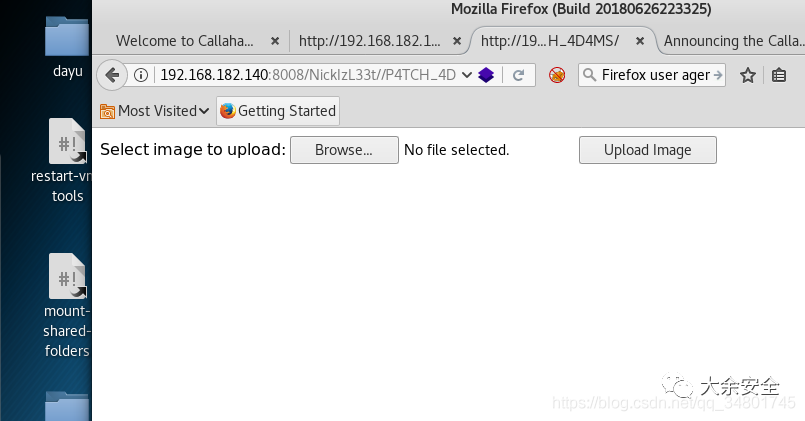 Mozilla Firefox (Build 20180626223325)
Welcome to Callaha... × http://192.168.182.1... × http://19...H_4D4MS/ × Announcing the Calla...
192.168.182.140:8008/NickIzL33t//P4TCH_4D
Firefox user ager
Most Visited Getting Started
Select image to upload: Browse... No file selected. Upload Image
dayu
restart-vm
tools
mount-
shared-
folders
大余安全
https://blog.csdn.net/qq_34801745